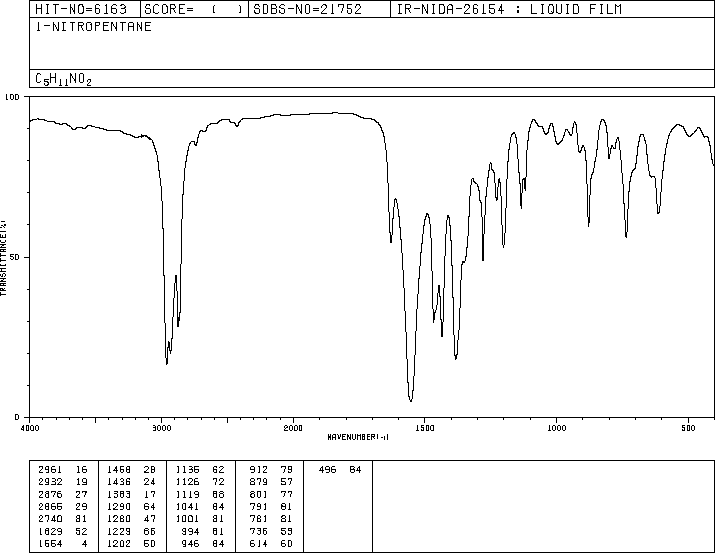 HIT-NO=6163 |SCORE= ( )|SDBS-NO=21752 |IR-NIDA-26154 : LIQUID FILM
1-NITROPENTANE
C5H11NO2
100
50
0
TRANSMITTANCE(%)
4000 3000 2000 1500 1000 500
WAVENUMBER(-1)
2961 16 1468 28 1136 62 912 79 496 84
2932 19 1436 24 1126 72 879 57
2876 27 1383 17 1119 68 801 77
2866 29 1290 64 1041 84 791 81
2740 81 1280 47 1001 81 781 81
1629 52 1229 66 994 81 736 53
1554 4 1202 50 946 84 614 60